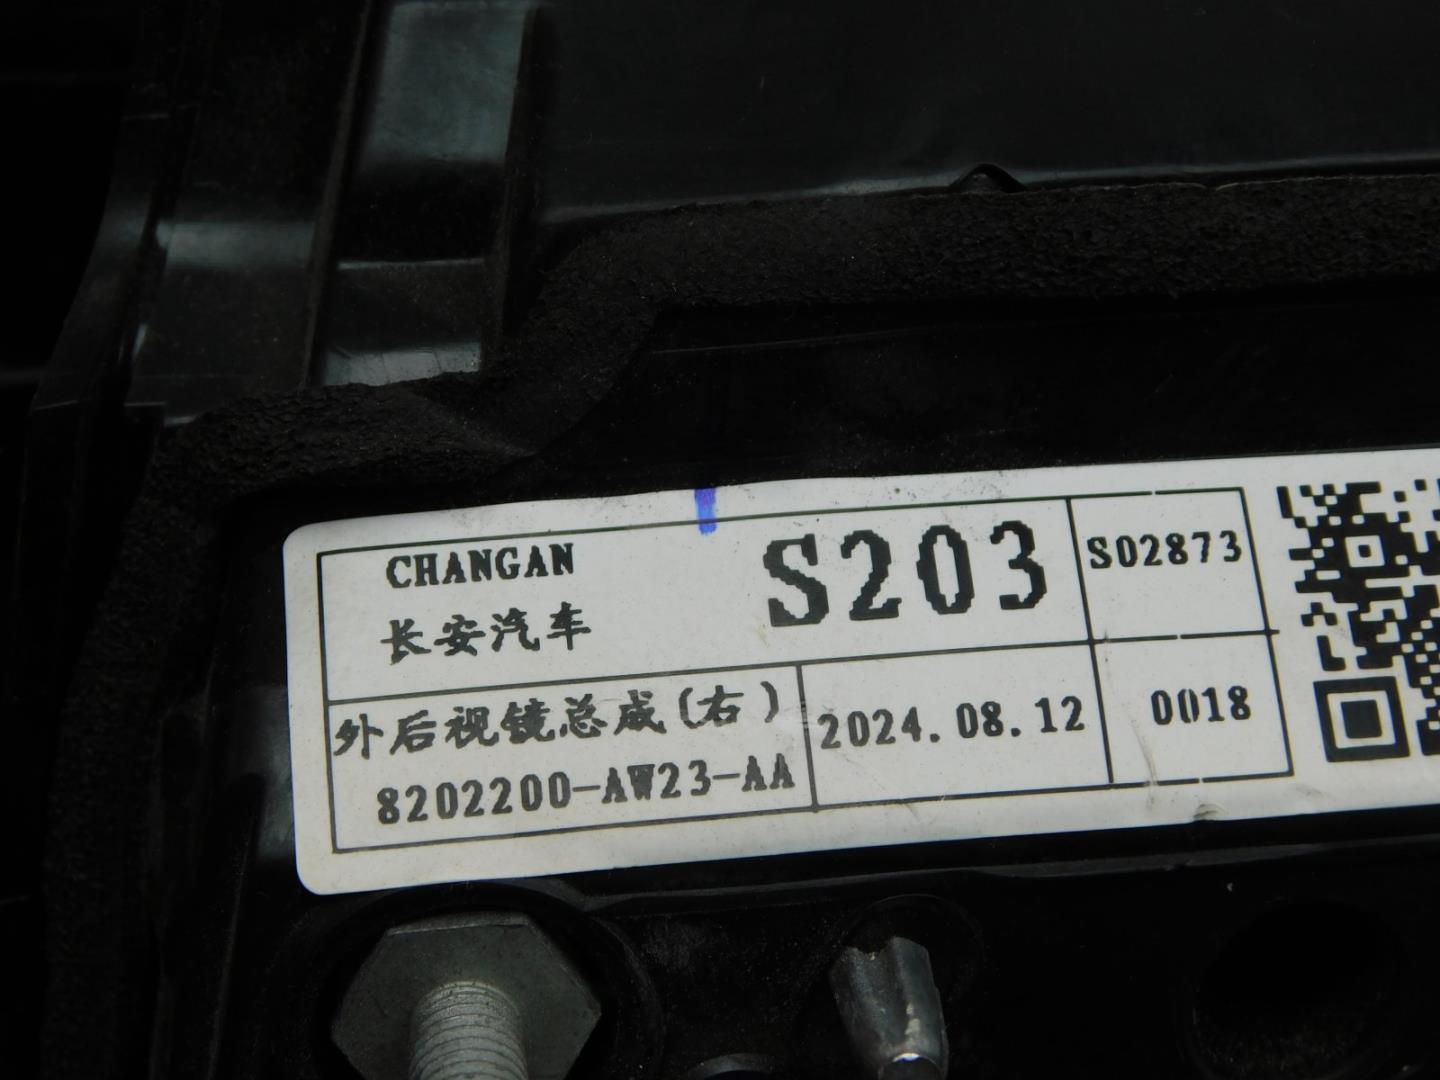 CHANGAN
长安汽车
S203
S02873
外后视镜总成(右)
8202200-AW23-AA
2024.08.12
0018